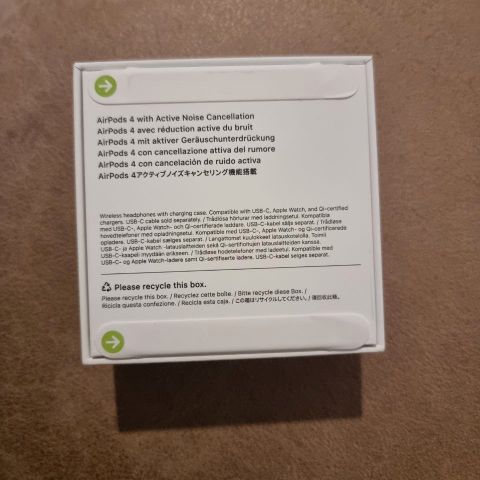 AirPods 4 with Active Noise Cancellation
AirPods 4 avec réduction active du bruit
AirPods 4 mit aktiver Geräuschunterdrückung
AirPods 4 con cancellazione attiva del rumore
AirPods 4 con cancelación de ruido activa
AirPods 4アクティブノイズキャンセリング機能搭載
Wireless headphones with charging case. Compatible with USB-C, Apple Watch, and Qi-certified
chargers. USB-C cable sold separately. / Trådlösa hörlurar med laddningsetui. Kompatibla
med USB-C-, Apple Watch- och Qi-certifierade laddare. USB-C-kabel säljs separat. / Trådløse
hovedtelefoner med opladningsetui. Kompatible med USB-C-, Apple Watch- og Qi-certificerede
opladere. USB-C-kabel sælges separat. / Langattomat kuulokkeet latauskotelolla. Toimii
USB-C- ja Apple Watch -latauslaitteiden sekä Qi-sertifioitujen latauslaitteiden kanssa.
USB-C-kaapeli myydään erikseen. / Trådløse hodetelefoner med ladeetui. Kompatible med
USB-C- og Apple Watch-ladere samt Qi-sertifiserte ladere. USB-C-kabel selges separat.
Please recycle this box.
Please recycle this box. / Recyclez cette boîte. / Bitte recycle diese Box. /
Ricicla questa confezione. / Recicla esta caja. / この箱はリサイクルしてください。/ 請回收此箱。